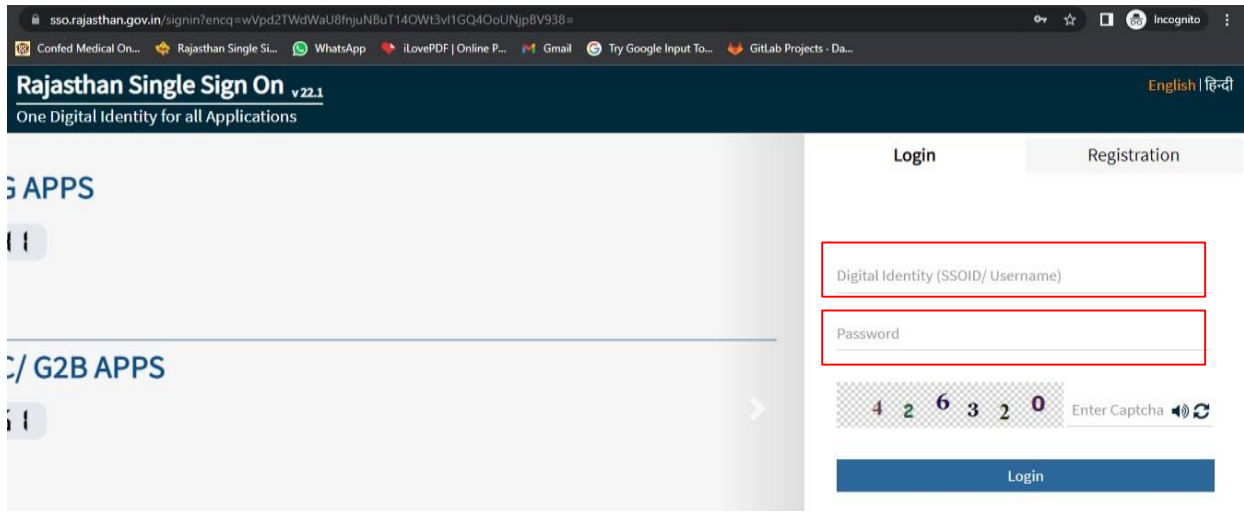 sso.rajasthan.gov.in/signin?encq=wVpd2TWdWaU8fnjuNBuT14OWt3vI1GQ4OoUNjpBV938=
Incognito
Confed Medical On... Rajasthan Single Si... WhatsApp iLovePDF | Online P... Gmail Try Google Input To... GitLab Projects · Da...
Rajasthan Single Sign On v 22.1
English | हिन्दी
One Digital Identity for all Applications
Login Registration
G APPS
Digital Identity (SSOID/ Username)
Password
C/ G2B APPS
4 2 6 3 2 0 Enter Captcha
Login